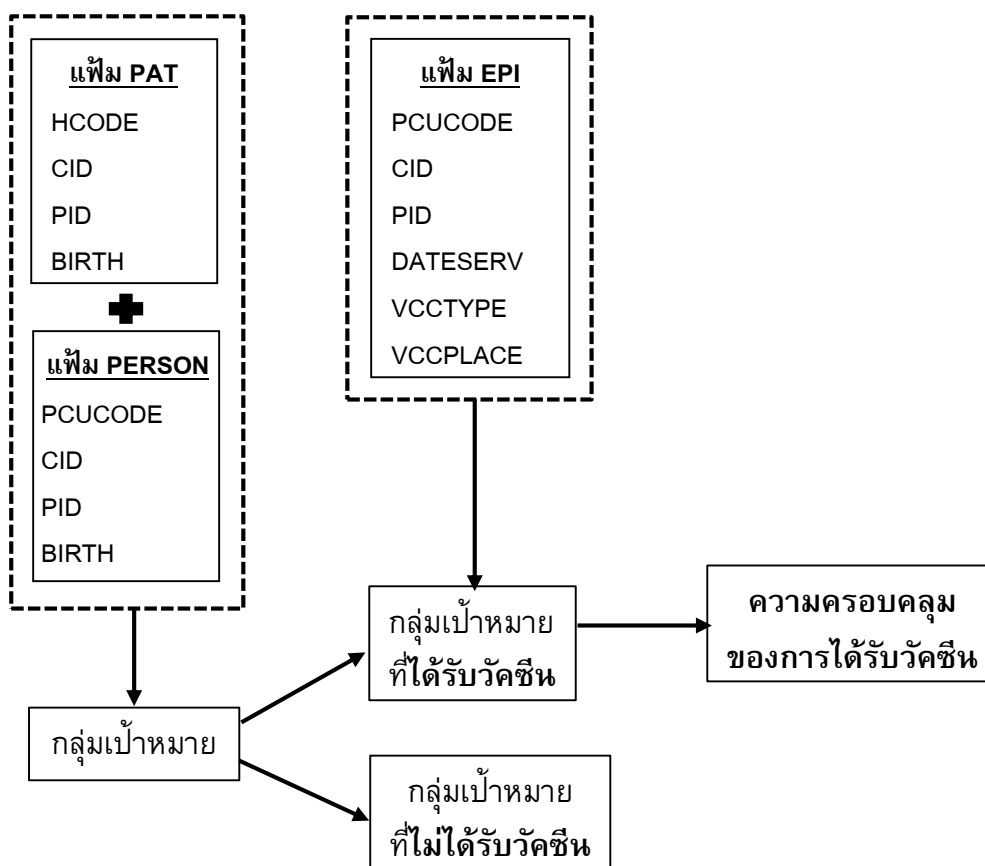 แฟ้ม PAT
HCODE
CID
PID
BIRTH
แฟ้ม PERSON
PCUCODE
CID
PID
BIRTH
แฟ้ม EPI
PCUCODE
CID
PID
DATESERV
VCCTYPE
VCCPLACE
กลุ่มเป้าหมาย
กลุ่มเป้าหมาย
ที่ได้รับวัคซีน
กลุ่มเป้าหมาย
ที่ไม่ได้รับวัคซีน
ความครอบคลุม
ของการได้รับวัคซีน